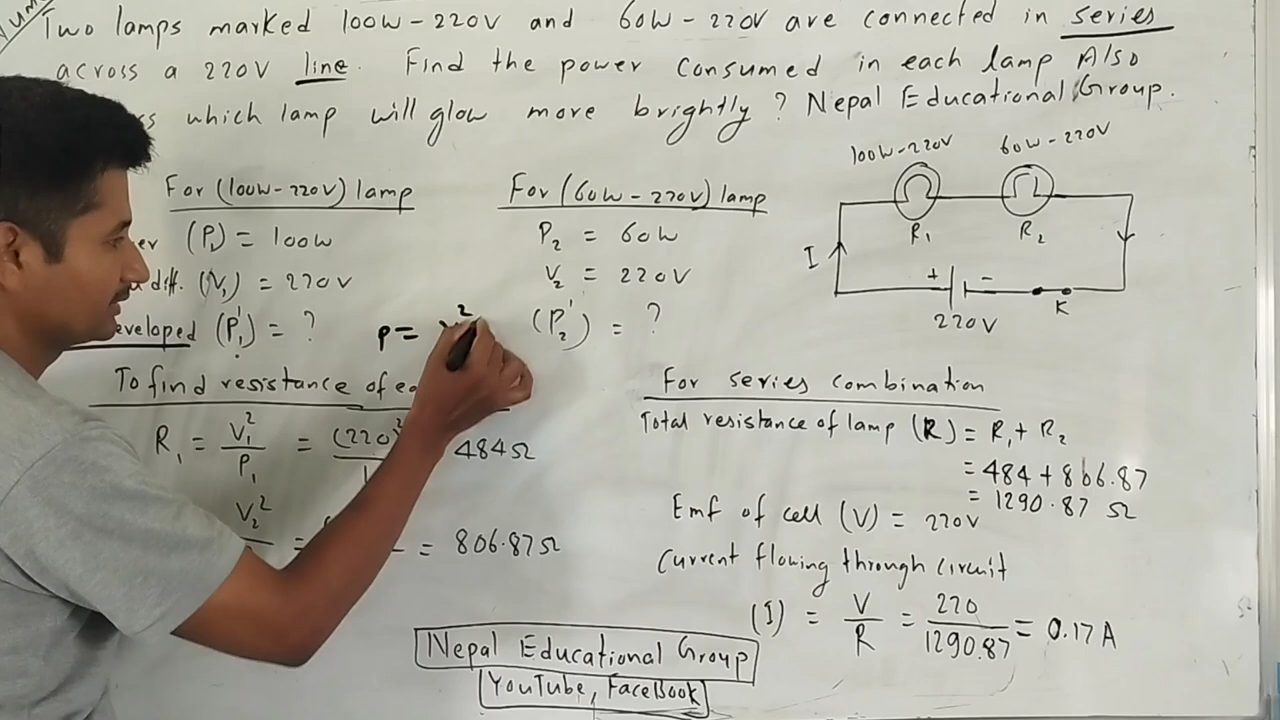 Two lamps marked 100W-220V and 60W-220V are connected in series
across a 220V line. Find the power consumed in each lamp Also
which lamp will glow more brightly? Nepal Educational Group.
100W-220V
60W-220V
R1
R2
I
+ -
220V
K
For (100W-220V) lamp
(P1) = 100W
diff. (V1) = 220V
(P1') = ?
For (60W-220V) lamp
P2 = 60W
V2 = 220V
(P2') = ?
P =
To find resistance of
R1 = V1²/P1 = (220)² = 484Ω
V2² = = 806.87Ω
For series combination
Total resistance of lamp (R) = R1 + R2
= 484 + 806.87
= 1290.87 Ω
Emf of cell (V) = 220V
Current flowing through circuit
(I) = V/R = 220/1290.87 = 0.17A
Nepal Educational Group
YouTube, FaceBook